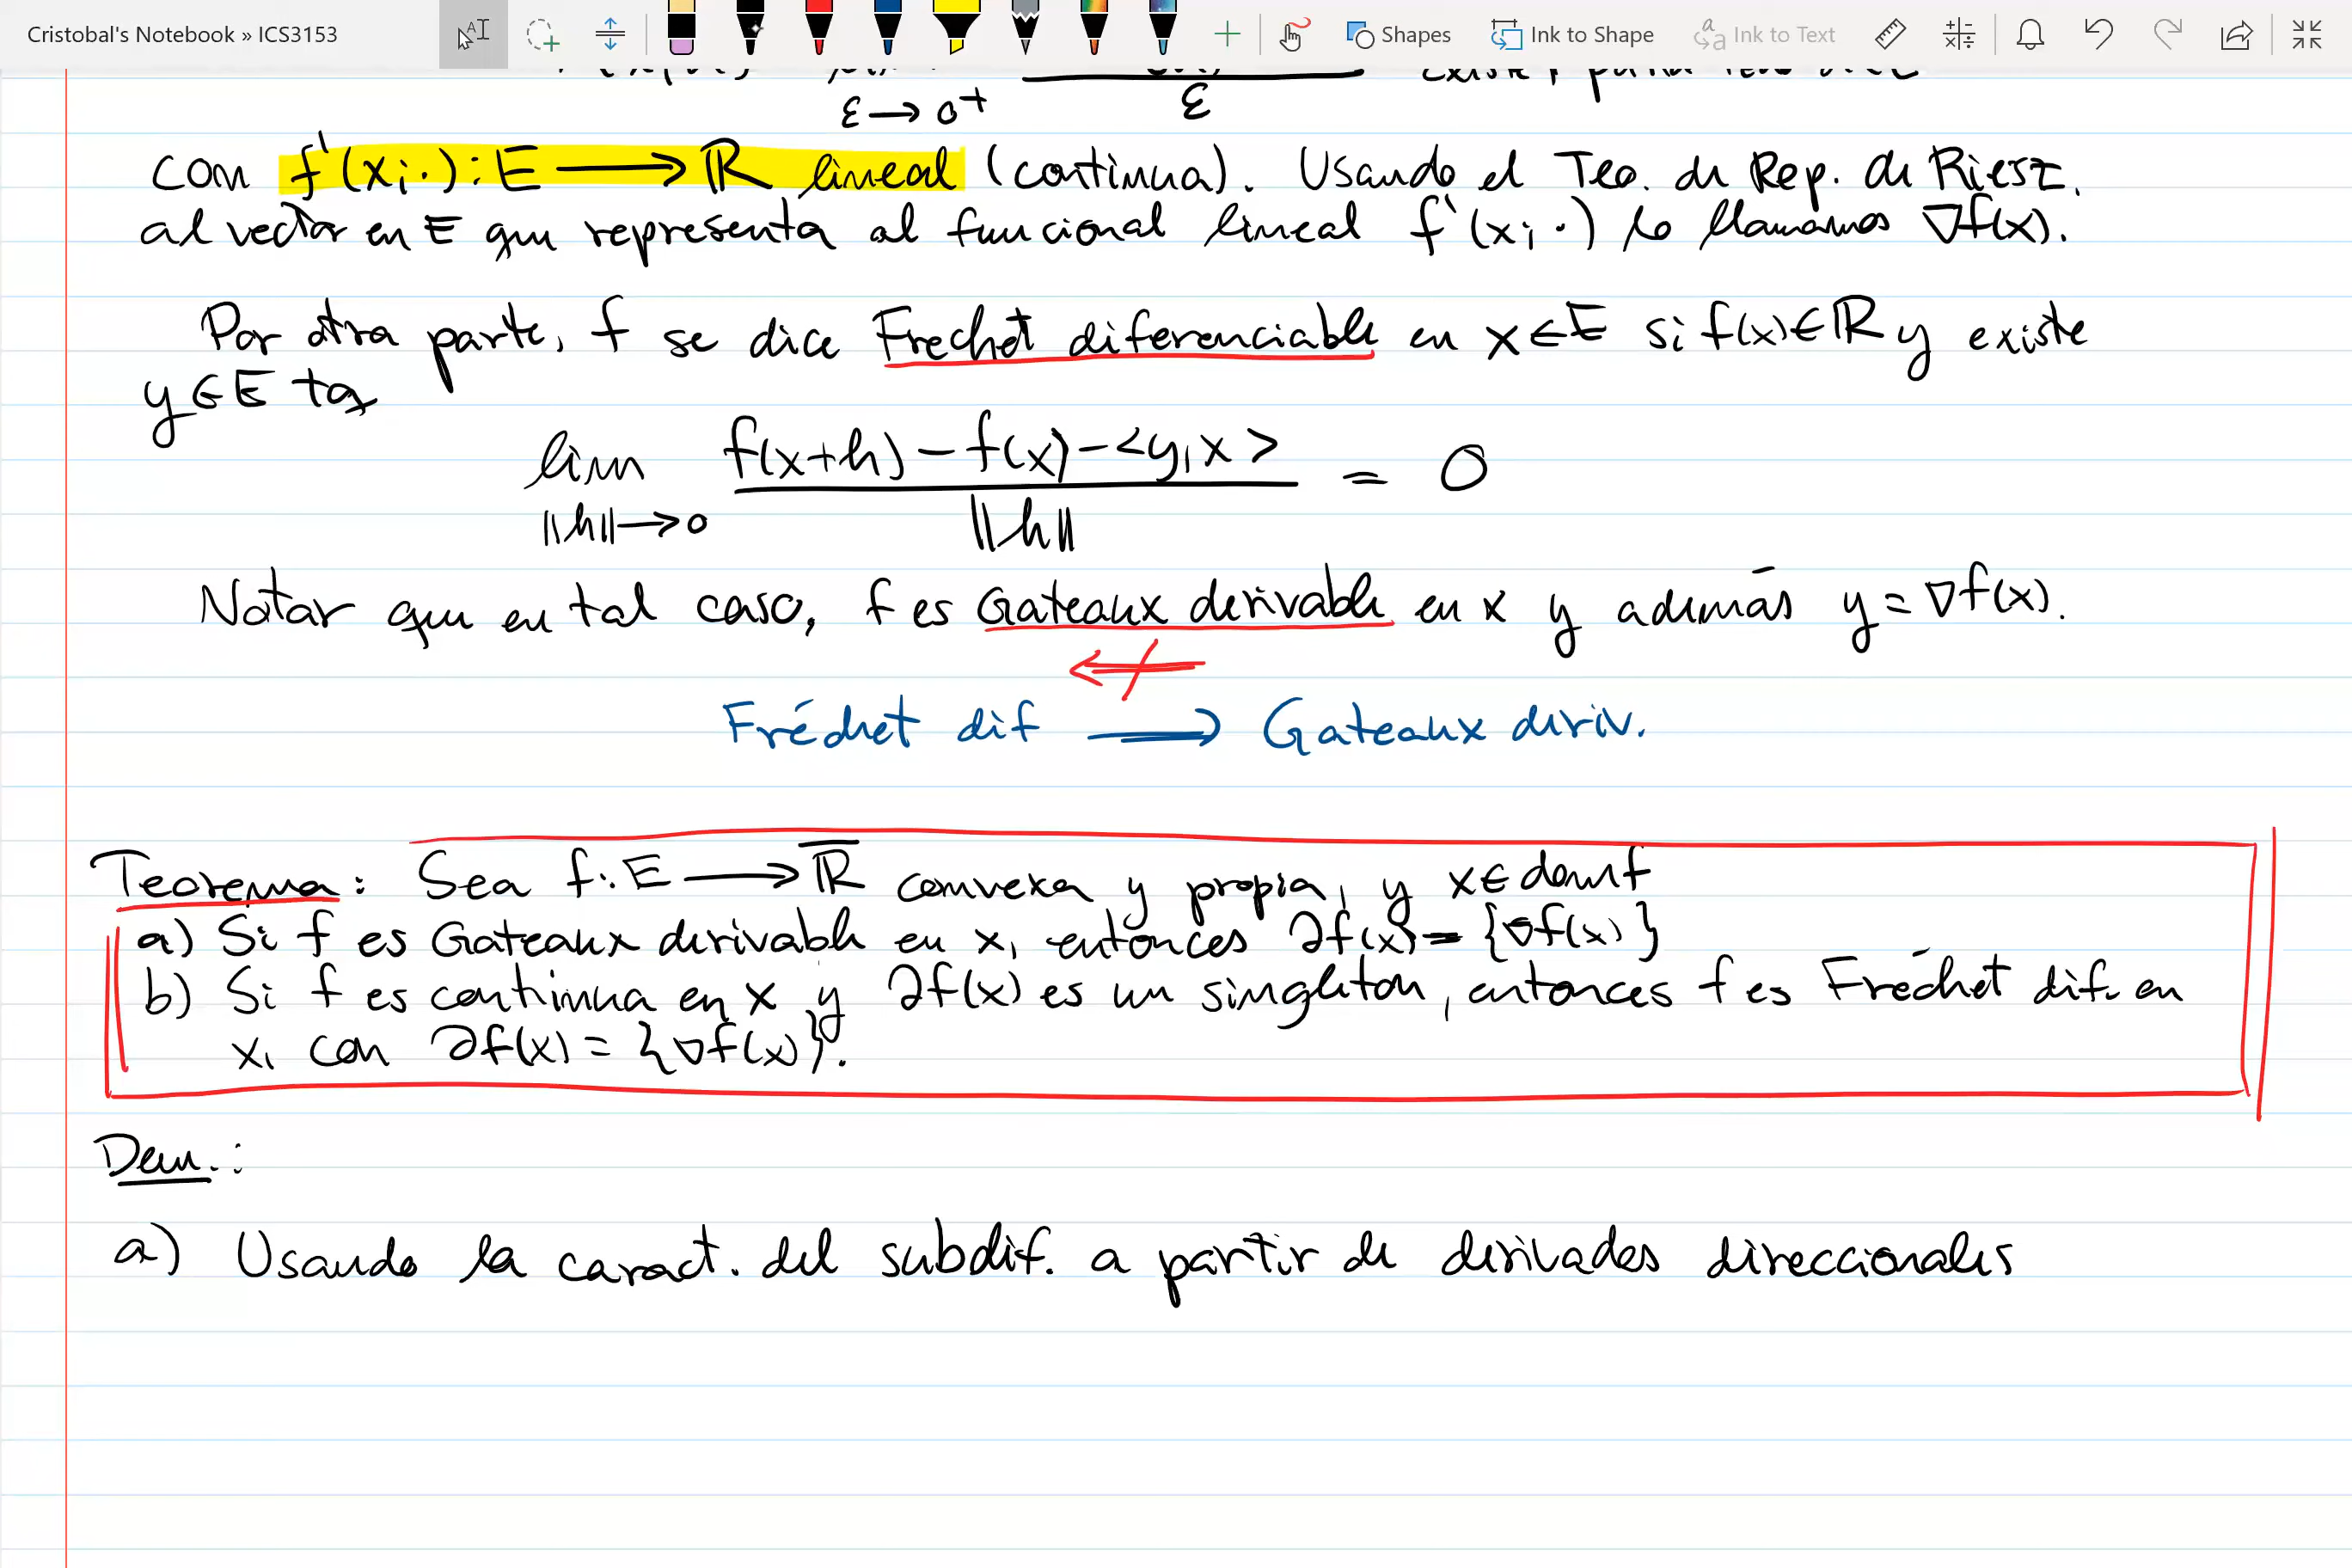 Cristobal's Notebook » ICS3153
Shapes
Ink to Shape
Ink to Text
ε → 0⁺ ε
con f'(x;·): E ⟶ ℝ lineal (continua). Usando el Teo. de Rep. de Riesz.
al vector en E que representa al funcional lineal f'(x;·) lo llamamos ∇f(x).
Por otra parte, f se dice Frechet diferenciable en x∈E si f(x)∈ℝ y existe
y∈E tq
lim f(x+h) − f(x) − <y,x> = 0
‖h‖→0 ‖h‖
Notar que en tal caso, f es Gateaux derivable en x y además y = ∇f(x).
Fréchet dif ⟹ Gateaux deriv.
Teorema: Sea f: E ⟶ ℝ̅ convexa y propia, y x∈domf
a) Si f es Gateaux derivable en x, entonces ∂f(x) = {∇f(x)}
b) Si f es continua en x y ∂f(x) es un singleton, entonces f es Fréchet dif. en
x, con ∂f(x) = {∇f(x)}.
Dem.:
a) Usando la caract. del subdif. a partir de derivadas direccionales